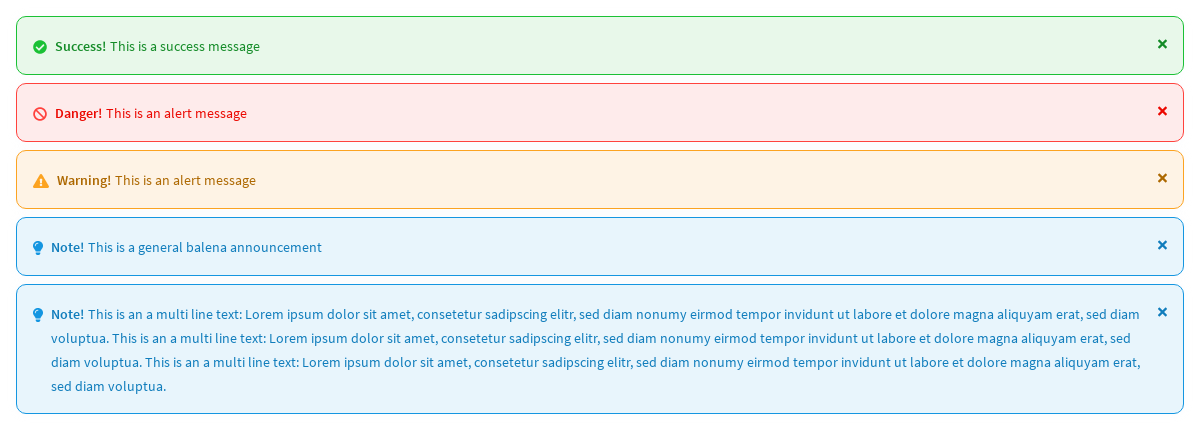 Success! This is a success message
Danger! This is an alert message
Warning! This is an alert message
Note! This is a general balena announcement
Note! This is an a multi line text: Lorem ipsum dolor sit amet, consetetur sadipscing elitr, sed diam nonumy eirmod tempor invidunt ut labore et dolore magna aliquyam erat, sed diam
voluptua. This is an a multi line text: Lorem ipsum dolor sit amet, consetetur sadipscing elitr, sed diam nonumy eirmod tempor invidunt ut labore et dolore magna aliquyam erat, sed
diam voluptua. This is an a multi line text: Lorem ipsum dolor sit amet, consetetur sadipscing elitr, sed diam nonumy eirmod tempor invidunt ut labore et dolore magna aliquyam erat,
sed diam voluptua.